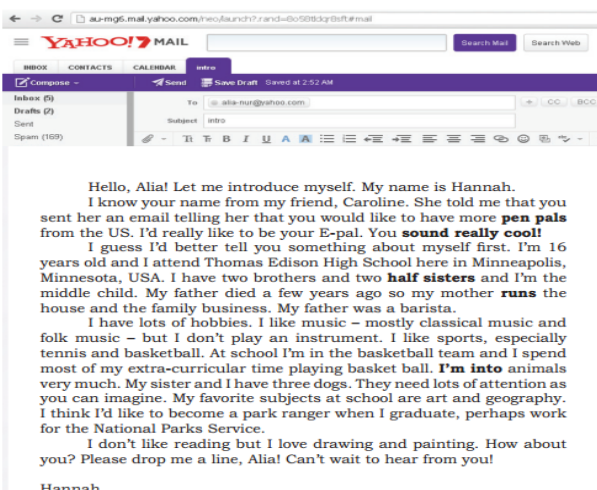 au-mg6.mail.yahoo.com/neo/launch?.rand=8o58tldqr8sft#mail
YAHOO!7 MAIL Search Mail Search Web
INBOX CONTACTS CALENDAR intro
Compose Send Save Draft Saved at 2:52 AM
Inbox (5) To alia-nur@yahoo.com + CC BCC
Drafts (2)
Sent Subject intro
Spam (169) B I U A A
Hello, Alia! Let me introduce myself. My name is Hannah.
I know your name from my friend, Caroline. She told me that you
sent her an email telling her that you would like to have more pen pals
from the US. I'd really like to be your E-pal. You sound really cool!
I guess I'd better tell you something about myself first. I'm 16
years old and I attend Thomas Edison High School here in Minneapolis,
Minnesota, USA. I have two brothers and two half sisters and I'm the
middle child. My father died a few years ago so my mother runs the
house and the family business. My father was a barista.
I have lots of hobbies. I like music – mostly classical music and
folk music – but I don't play an instrument. I like sports, especially
tennis and basketball. At school I'm in the basketball team and I spend
most of my extra-curricular time playing basket ball. I'm into animals
very much. My sister and I have three dogs. They need lots of attention as
you can imagine. My favorite subjects at school are art and geography.
I think I'd like to become a park ranger when I graduate, perhaps work
for the National Parks Service.
I don't like reading but I love drawing and painting. How about
you? Please drop me a line, Alia! Can't wait to hear from you!
Hannah